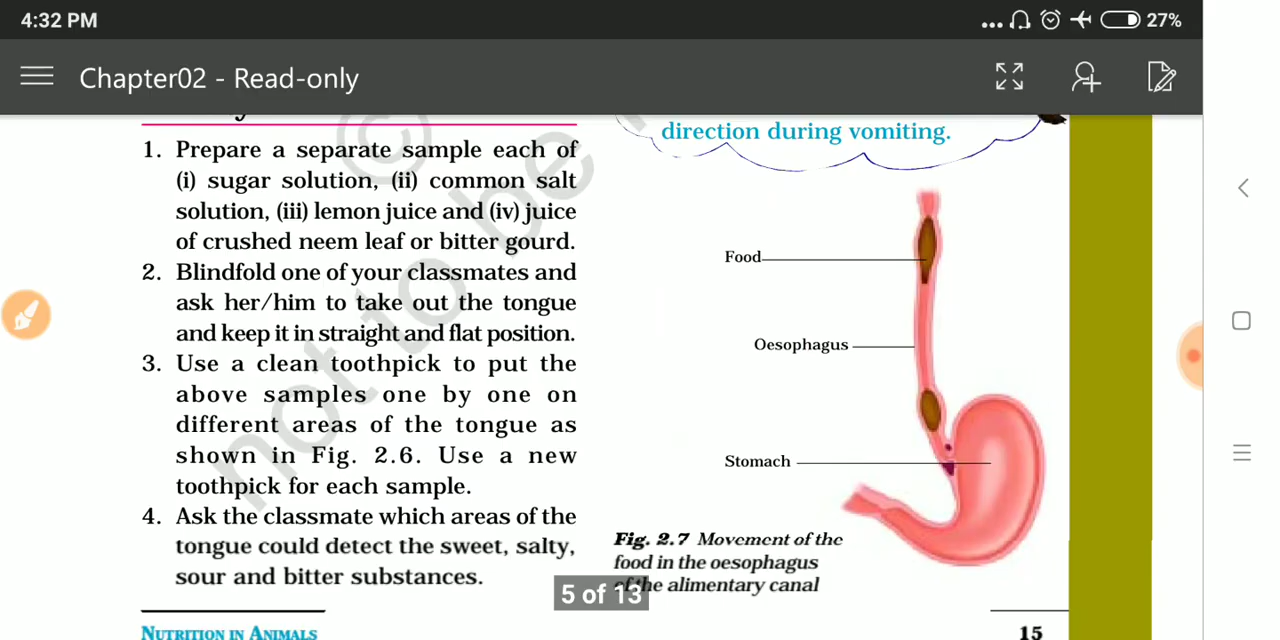 4:32 PM
27%
Chapter02 - Read-only
1. Prepare a separate sample each of
(i) sugar solution, (ii) common salt
solution, (iii) lemon juice and (iv) juice
of crushed neem leaf or bitter gourd.
2. Blindfold one of your classmates and
ask her/him to take out the tongue
and keep it in straight and flat position.
3. Use a clean toothpick to put the
above samples one by one on
different areas of the tongue as
shown in Fig. 2.6. Use a new
toothpick for each sample.
4. Ask the classmate which areas of the
tongue could detect the sweet, salty,
sour and bitter substances.
© not to be
direction during vomiting.
Food
Oesophagus
Stomach
Fig. 2.7 Movement of the
food in the oesophagus
of the alimentary canal
5 of 13
NUTRITION IN ANIMALS
15